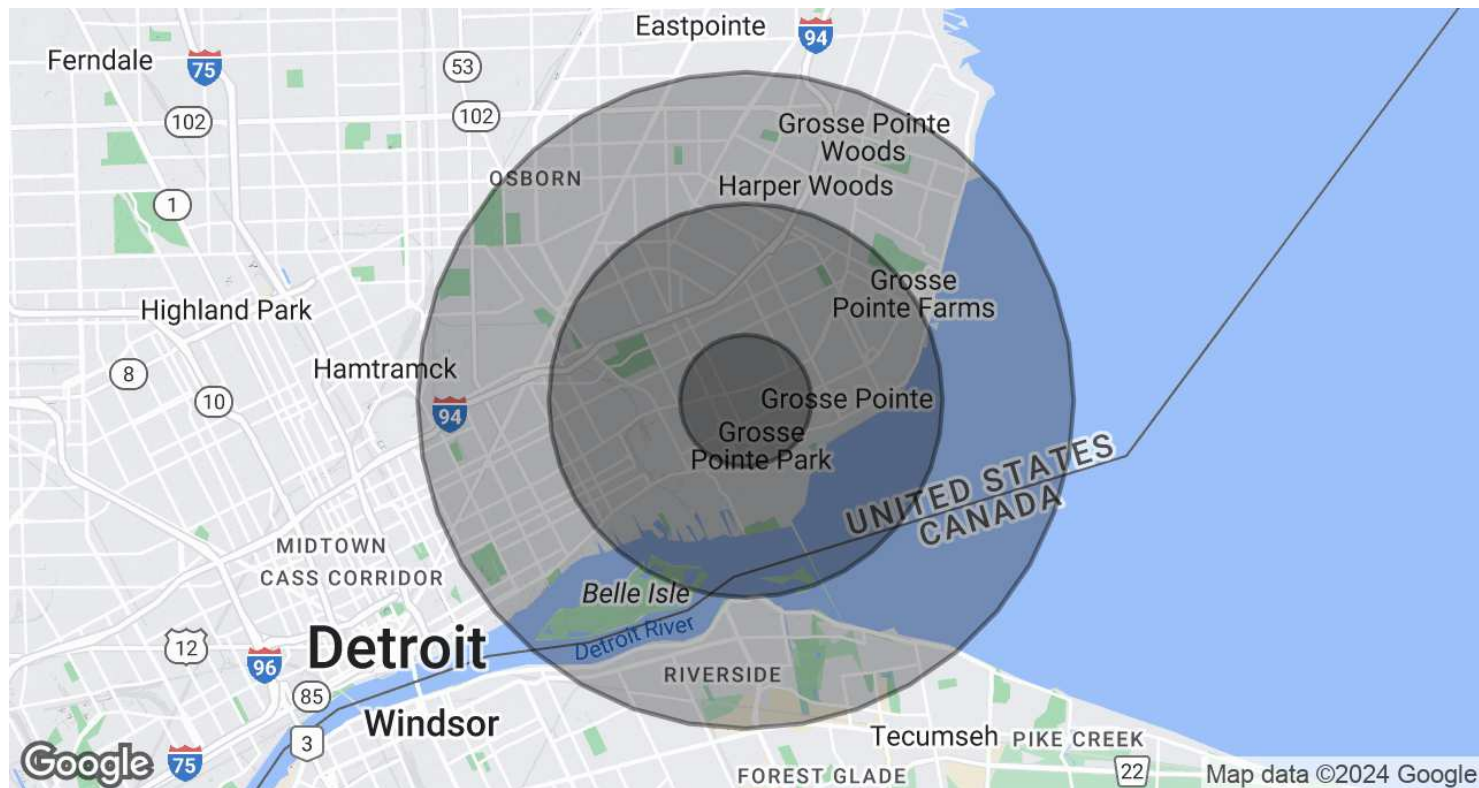 Eastpointe
94
Ferndale
75
53
102
102
Grosse Pointe
Woods
OSBORN
Harper Woods
1
Grosse
Pointe Farms
Highland Park
Hamtramck
8
10
94
Grosse Pointe
Grosse
Pointe Park
UNITED STATES
CANADA
MIDTOWN
CASS CORRIDOR
Belle Isle
Detroit River
12
Detroit
96
RIVERSIDE
85
Windsor
3
Tecumseh
PIKE CREEK
Google
75
FOREST GLADE
22
Map data ©2024 Google